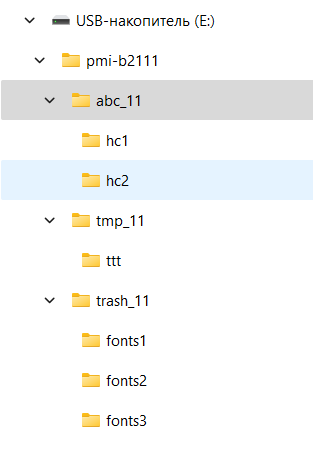 USB-накопитель (E:)
pmi-b2111
abc_11
hc1
hc2
tmp_11
ttt
trash_11
fonts1
fonts2
fonts3